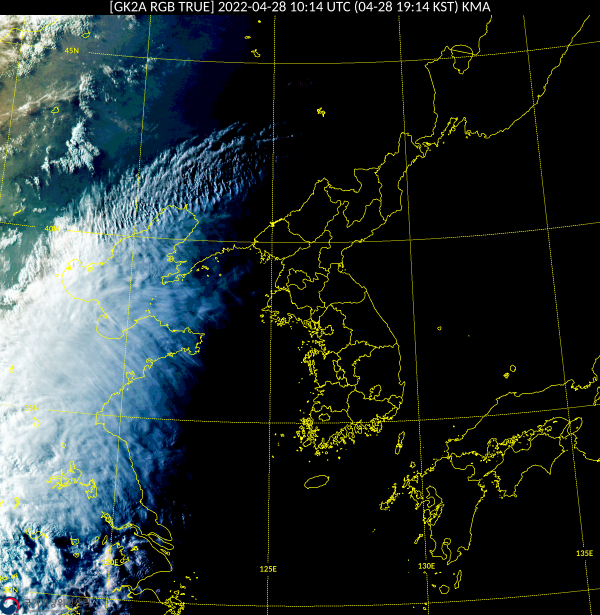 [GK2A RGB TRUE] 2022-04-28 10:14 UTC (04-28 19:14 KST) KMA
45N
40N
135E
130E
125E